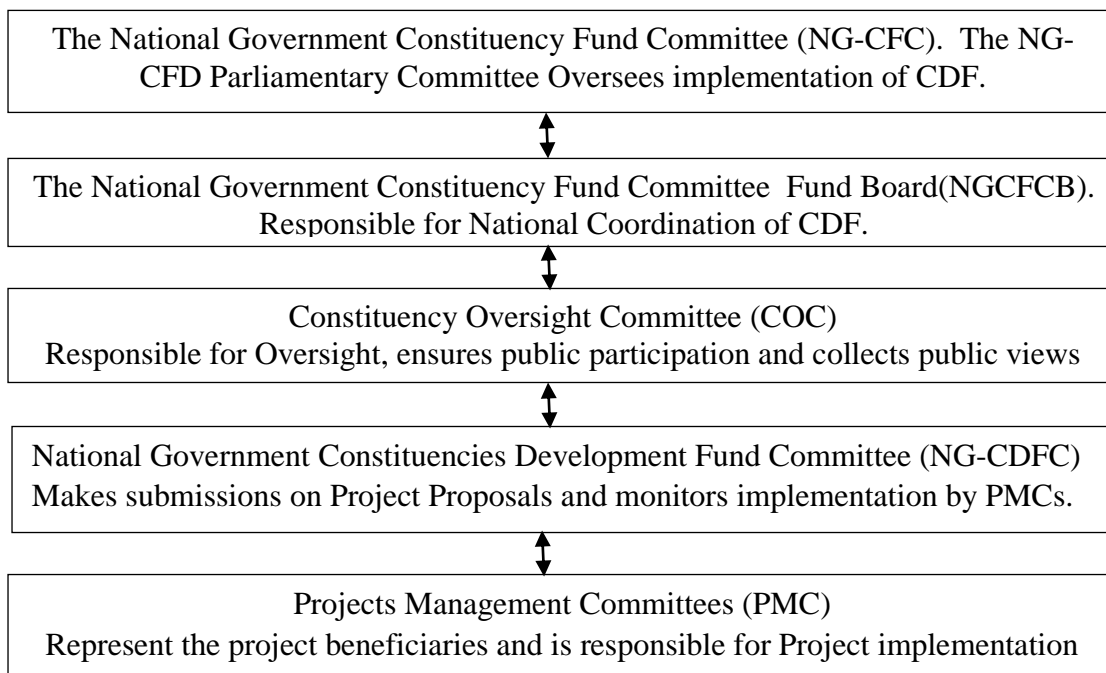 The National Government Constituency Fund Committee (NG-CFC).  The NG-
CFD Parliamentary Committee Oversees implementation of CDF.
The National Government Constituency Fund Committee  Fund Board(NGCFCB).
Responsible for National Coordination of CDF.
Constituency Oversight Committee (COC)
Responsible for Oversight, ensures public participation and collects public views
National Government Constituencies Development Fund Committee (NG-CDFC)
Makes submissions on Project Proposals and monitors implementation by PMCs.
Projects Management Committees (PMC)
Represent the project beneficiaries and is responsible for Project implementation